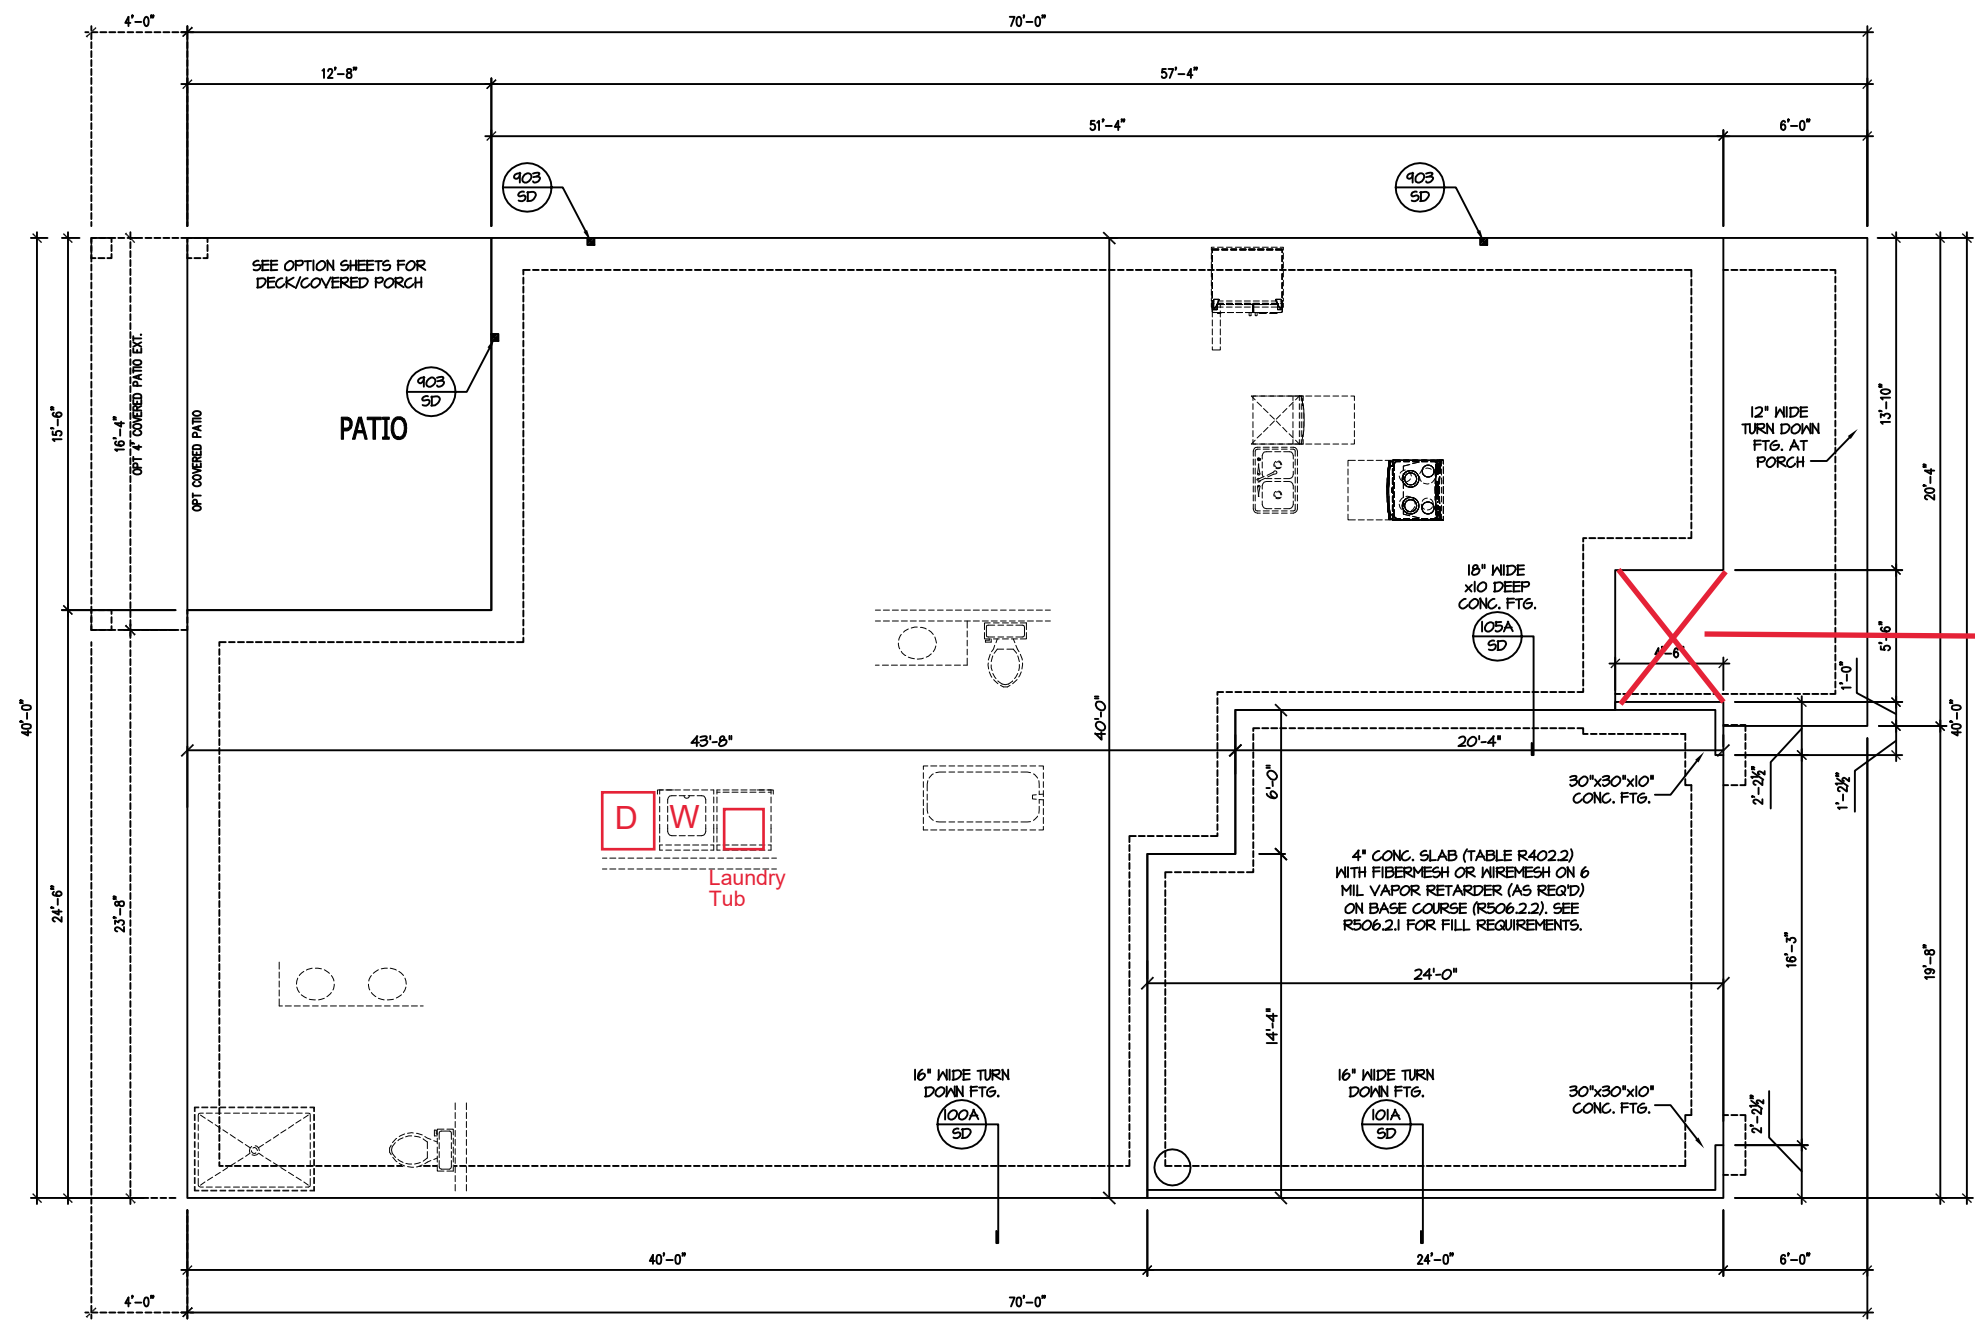 4'-0"
70'-0"
12'-8"
57'-4"
51'-4"
6'-0"
903
SD
903
SD
SEE OPTION SHEETS FOR
DECK/COVERED PORCH
903
SD
PATIO
OPT 4' COVERED PATIO EXT.
OPT COVERED PATIO
15'-6"
16'-4"
40'-0"
24'-6"
23'-8"
12" WIDE
TURN DOWN
FTG. AT
PORCH
13'-10"
20'-4"
18" WIDE
x10 DEEP
CONC. FTG.
105A
SD
4'-6"
5'-6"
1'-0"
40'-0"
40'-0"
43'-8"
20'-4"
6'-0"
30"x30"x10"
CONC. FTG.
2'-2½"
1'-2½"
D
W
Laundry
Tub
4" CONC. SLAB (TABLE R402.2)
WITH FIBERMESH OR WIREMESH ON 6
MIL VAPOR RETARDER (AS REQ'D)
ON BASE COURSE (R506.2.2). SEE
R506.2.1 FOR FILL REQUIREMENTS.
16'-3"
19'-8"
24'-0"
14'-4"
16" WIDE TURN
DOWN FTG.
100A
SD
16" WIDE TURN
DOWN FTG.
101A
SD
30"x30"x10"
CONC. FTG.
2'-2½"
40'-0"
24'-0"
6'-0"
4'-0"
70'-0"